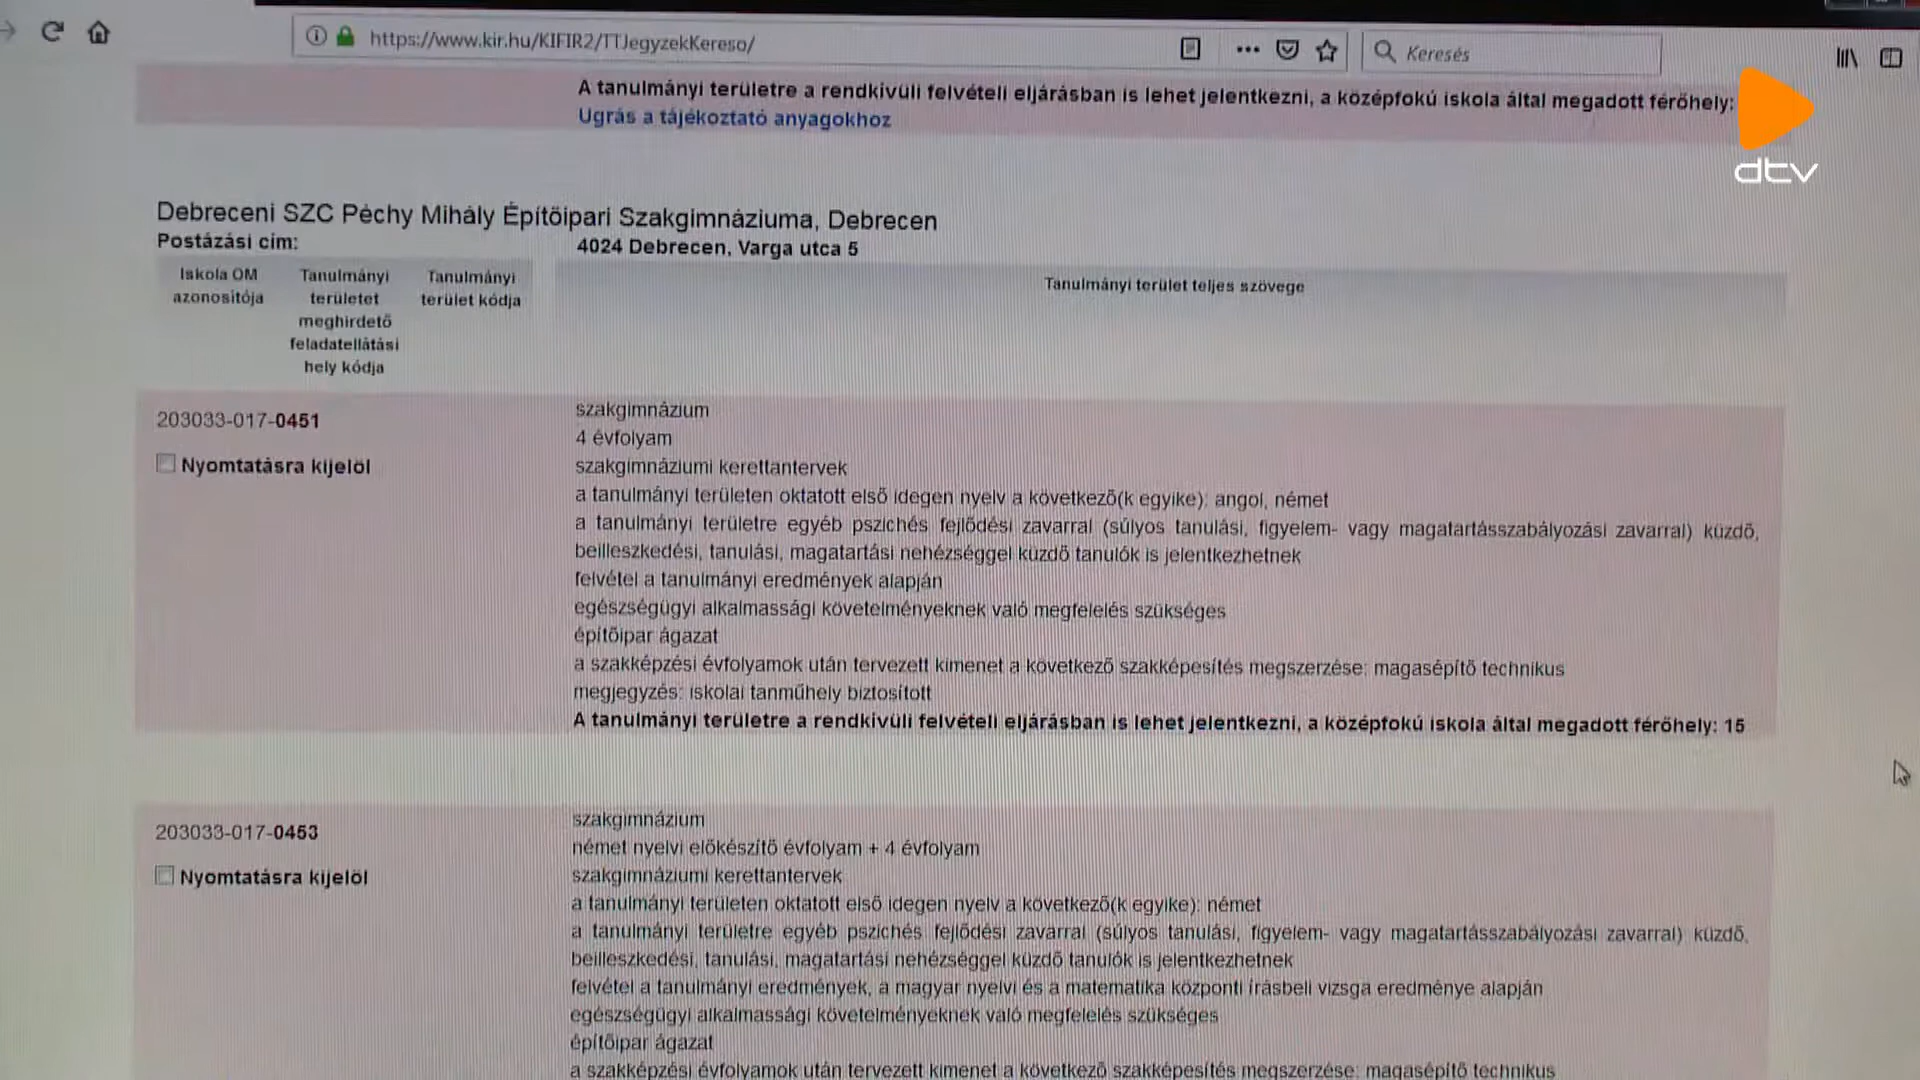 https://www.kir.hu/KIFIR2/TTJegyzekKereso/
Keresés
A tanulmányi területre a rendkívüli felvételi eljárásban is lehet jelentkezni, a középfokú iskola által megadott férőhely:
Ugrás a tájékoztató anyagokhoz
dtv
Debreceni SZC Péchy Mihály Építőipari Szakgimnáziuma, Debrecen
Postázási cím:
4024 Debrecen, Varga utca 5
Iskola OM azonosítója
Tanulmányi területet meghirdető feladatellátási hely kódja
Tanulmányi terület kódja
Tanulmányi terület teljes szövege
203033-017-0451
Nyomtatásra kijelöl
szakgimnázium
4 évfolyam
szakgimnáziumi kerettantervek
a tanulmányi területen oktatott első idegen nyelv a következő(k egyike): angol, német
a tanulmányi területre egyéb pszichés fejlődési zavarral (súlyos tanulási, figyelem- vagy magatartásszabályozási zavarral) küzdő,
beilleszkedési, tanulási, magatartási nehézséggel küzdő tanulók is jelentkezhetnek
felvétel a tanulmányi eredmények alapján
egészségügyi alkalmassági követelményeknek való megfelelés szükséges
építőipar ágazat
a szakképzési évfolyamok után tervezett kimenet a következő szakképesítés megszerzése: magasépítő technikus
megjegyzés: iskolai tanműhely biztosított
A tanulmányi területre a rendkívüli felvételi eljárásban is lehet jelentkezni, a középfokú iskola által megadott férőhely: 15
203033-017-0453
Nyomtatásra kijelöl
szakgimnázium
német nyelvi előkészítő évfolyam + 4 évfolyam
szakgimnáziumi kerettantervek
a tanulmányi területen oktatott első idegen nyelv a következő(k egyike): német
a tanulmányi területre egyéb pszichés fejlődési zavarral (súlyos tanulási, figyelem- vagy magatartásszabályozási zavarral) küzdő,
beilleszkedési, tanulási, magatartási nehézséggel küzdő tanulók is jelentkezhetnek
felvétel a tanulmányi eredmények, a magyar nyelvi és a matematika központi írásbeli vizsga eredménye alapján
egészségügyi alkalmassági követelményeknek való megfelelés szükséges
építőipar ágazat
a szakképzési évfolyamok után tervezett kimenet a következő szakképesítés megszerzése: magasépítő technikus